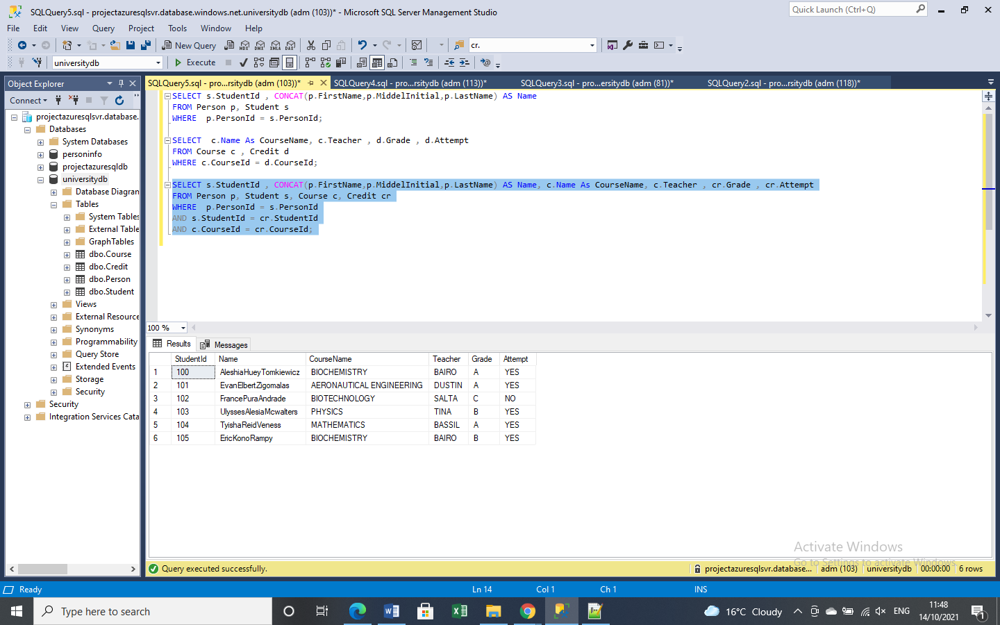 SQLQuery5.sql - projectazuresqlsvr.database.windows.net.universitydb (adm (103))* - Microsoft SQL Server Management Studio
Quick Launch (Ctrl+Q)
File Edit View Query Project Tools Window Help
New Query MDX DMX XMLA DAX cr.
universitydb Execute
Object Explorer
SQLQuery5.sql - pro...rsitydb (adm (103))* SQLQuery4.sql - pro...rsitydb (adm (113))* SQLQuery3.sql - pro...ersitydb (adm (81))* SQLQuery2.sql - pro...rsitydb (adm (118))*
Connect
projectazuresqlsvr.database.
Databases
System Databases
personinfo
projectazuresqldb
universitydb
Database Diagran
Tables
System Tables
External Table
GraphTables
dbo.Course
dbo.Credit
dbo.Person
dbo.Student
Views
External Resource
Synonyms
Programmability
Query Store
Extended Events
Storage
Security
Security
Integration Services Cata
SELECT s.StudentId , CONCAT(p.FirstName,p.MiddelInitial,p.LastName) AS Name
FROM Person p, Student s
WHERE  p.PersonId = s.PersonId;
SELECT  c.Name As CourseName, c.Teacher , d.Grade , d.Attempt
FROM Course c , Credit d
WHERE c.CourseId = d.CourseId;
SELECT s.StudentId , CONCAT(p.FirstName,p.MiddelInitial,p.LastName) AS Name, c.Name As CourseName, c.Teacher , cr.Grade , cr.Attempt
FROM Person p, Student s, Course c, Credit cr
WHERE  p.PersonId = s.PersonId
AND s.StudentId = cr.StudentId
AND c.CourseId = cr.CourseId;
100 %
Results Messages
StudentId Name CourseName Teacher Grade Attempt
1 100 AleshiaHueyTomkiewicz BIOCHEMISTRY BAIRO A YES
2 101 EvanElbertZigomalas AERONAUTICAL ENGINEERING DUSTIN A YES
3 102 FrancePuraAndrade BIOTECHNOLOGY SALTA C NO
4 103 UlyssesAlesiaMcwalters PHYSICS TINA B YES
5 104 TyishaReidVeness MATHEMATICS BASSIL A YES
6 105 EricKonoRampy BIOCHEMISTRY BAIRO B YES
Activate Windows
Go to Settings to activate Windows.
Query executed successfully. projectazuresqlsvr.database... adm (103) universitydb 00:00:00 6 rows
Ready Ln 14 Col 1 Ch 1 INS
Type here to search 16°C Cloudy ENG 11:48
14/10/2021 1